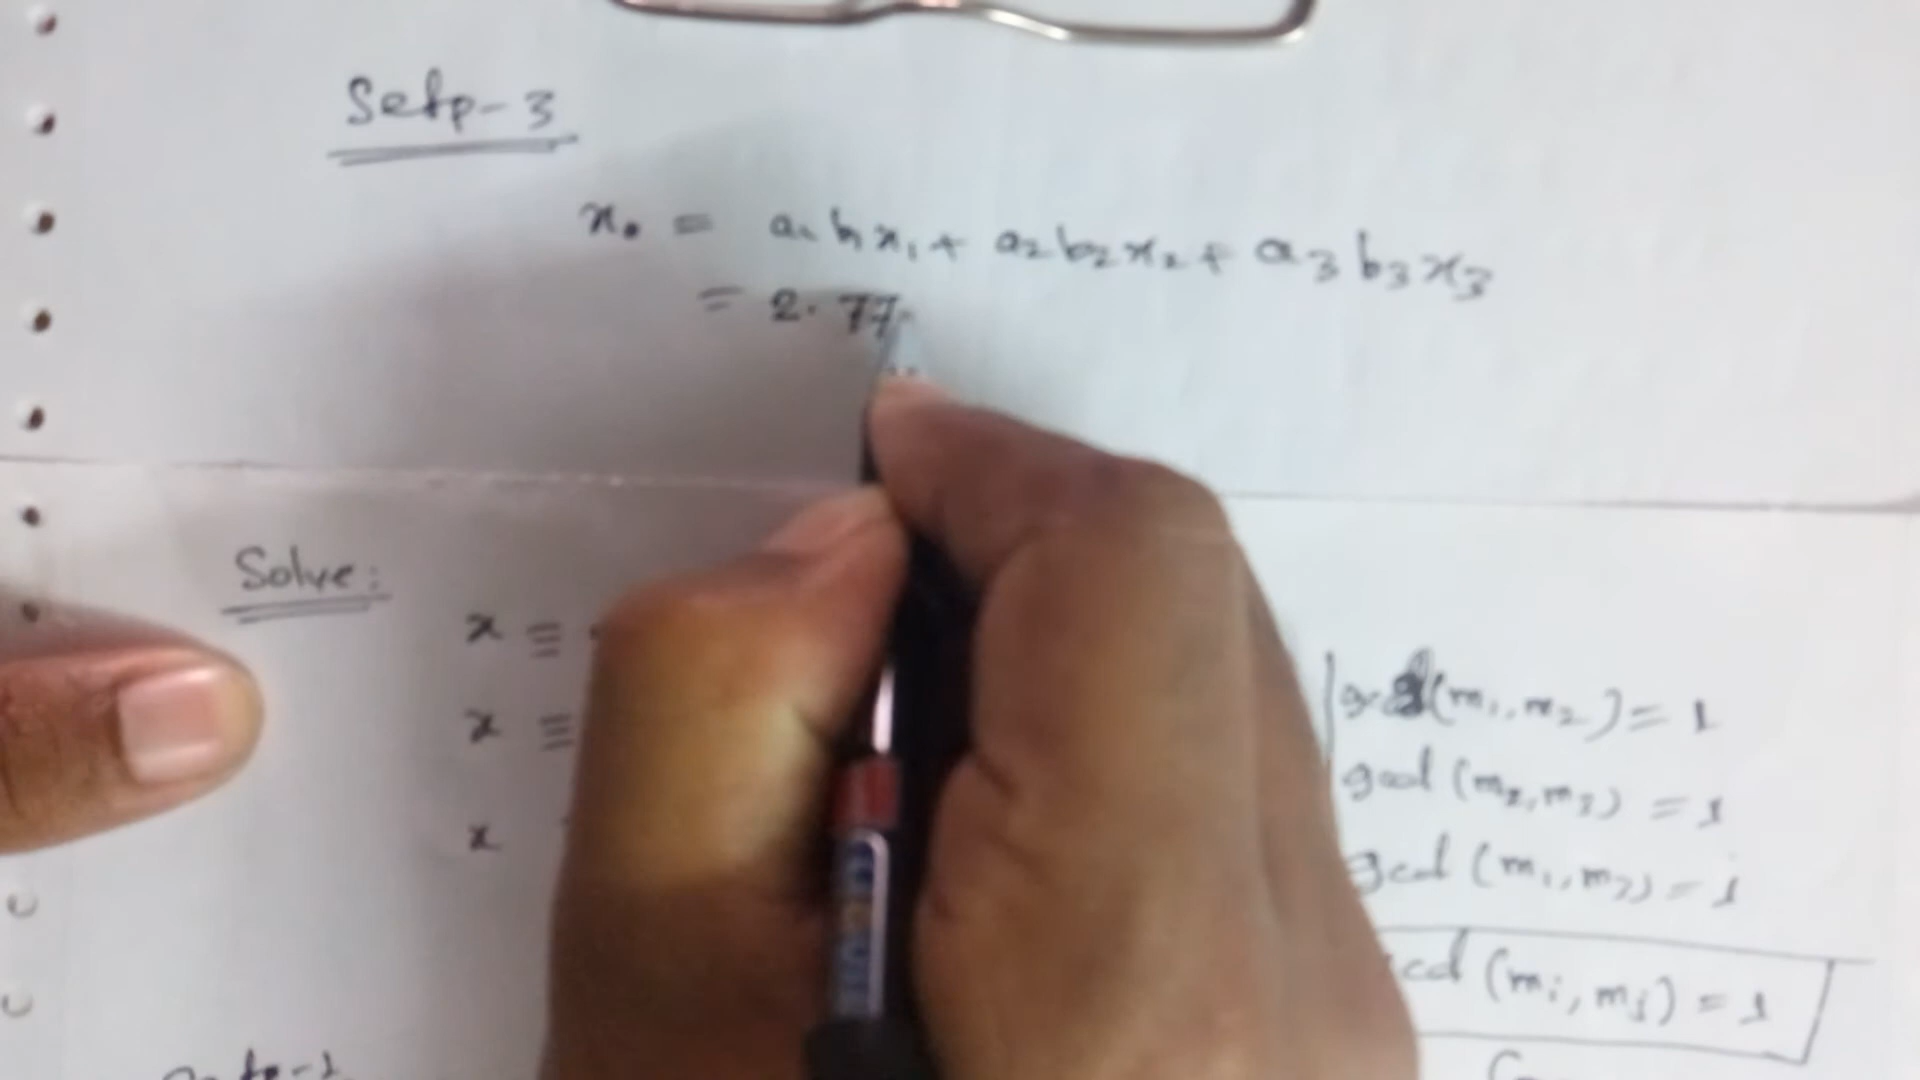 Setp-3
x₀ = a₁b₁x₁ + a₂b₂x₂ + a₃b₃x₃
= 2·77·
Solve:
x ≡
x ≡
x
gcd(m₁,m₂) = 1
gcd(m₂,m₃) = 1
gcd(m₁,m₃) = 1
cd(mᵢ,mⱼ) = 1